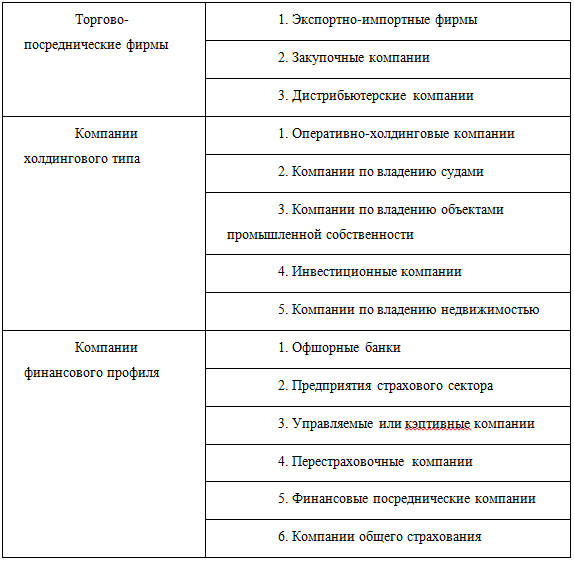 Торгово-
посреднические фирмы
1. Экспортно-импортные фирмы
2. Закупочные компании
3. Дистрибьютерские компании
Компании
холдингового типа
1. Оперативно-холдинговые компании
2. Компании по владению судами
3. Компании по владению объектами
промышленной собственности
4. Инвестиционные компании
5. Компании по владению недвижимостью
Компании
финансового профиля
1. Офшорные банки
2. Предприятия страхового сектора
3. Управляемые или кэптивные компании
4. Перестраховочные компании
5. Финансовые посреднические компании
6. Компании общего страхования